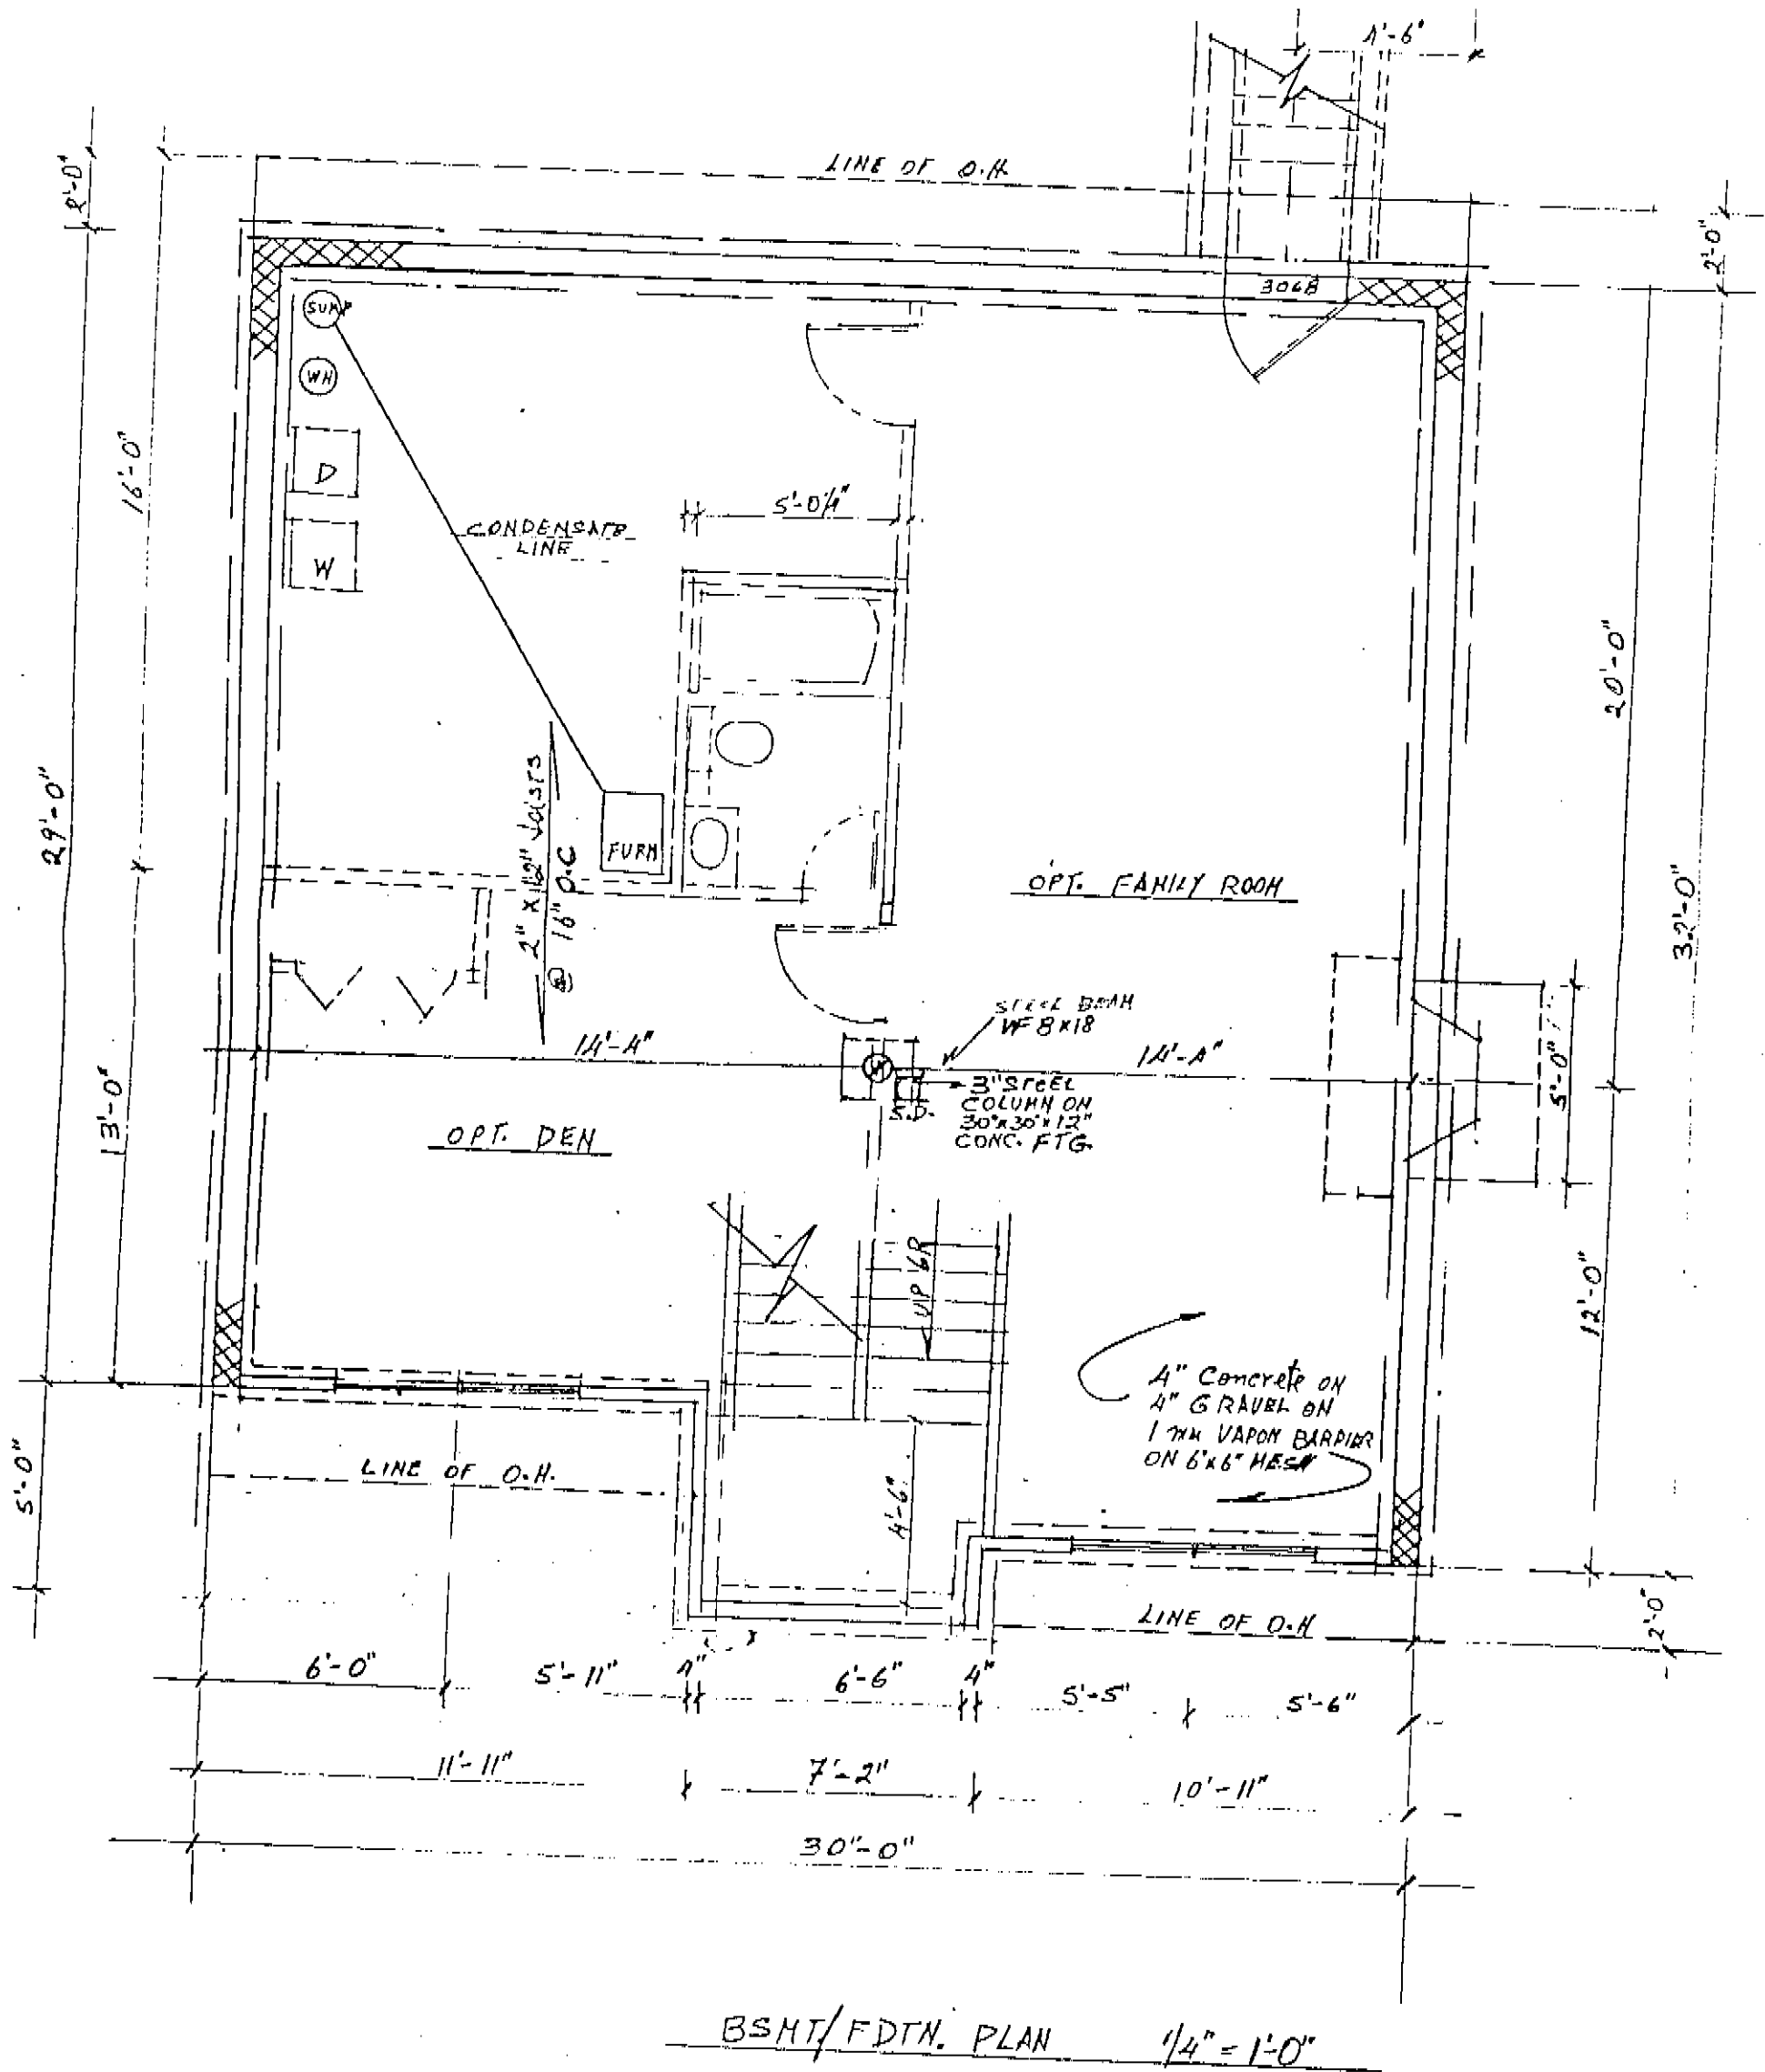 1'-6"
LINE OF O.H.
2'-0"
2'-0"
3068
SUMP
WH
D
W
16'-0"
CONDENSATE
LINE
5'-0 1/4"
20'-0"
29'-0"
2" x 12" JOISTS
@ 16" O.C
FURN
OPT. FAMILY ROOM
32'-0"
STEEL BEAM
WF 8x18
14'-4"
14'-4"
5'-0"
13'-0"
3" STEEL
COLUMN ON
30"x30"x12"
CONC. FTG.
S.D.
OPT. DEN
UP 6R
12'-0"
4" Concrete ON
4" GRAVEL ON
VAPOR BARRIER
ON 6"x6" MESH
5'-0"
LINE OF O.H.
4'-6"
LINE OF O.H
2'-0"
6'-0"
5'-11"
4"
6'-6"
4"
5'-5"
5'-6"
11'-11"
7'-2"
10'-11"
30"-0"
BSMT/FDTN. PLAN 1/4" = 1'-0"